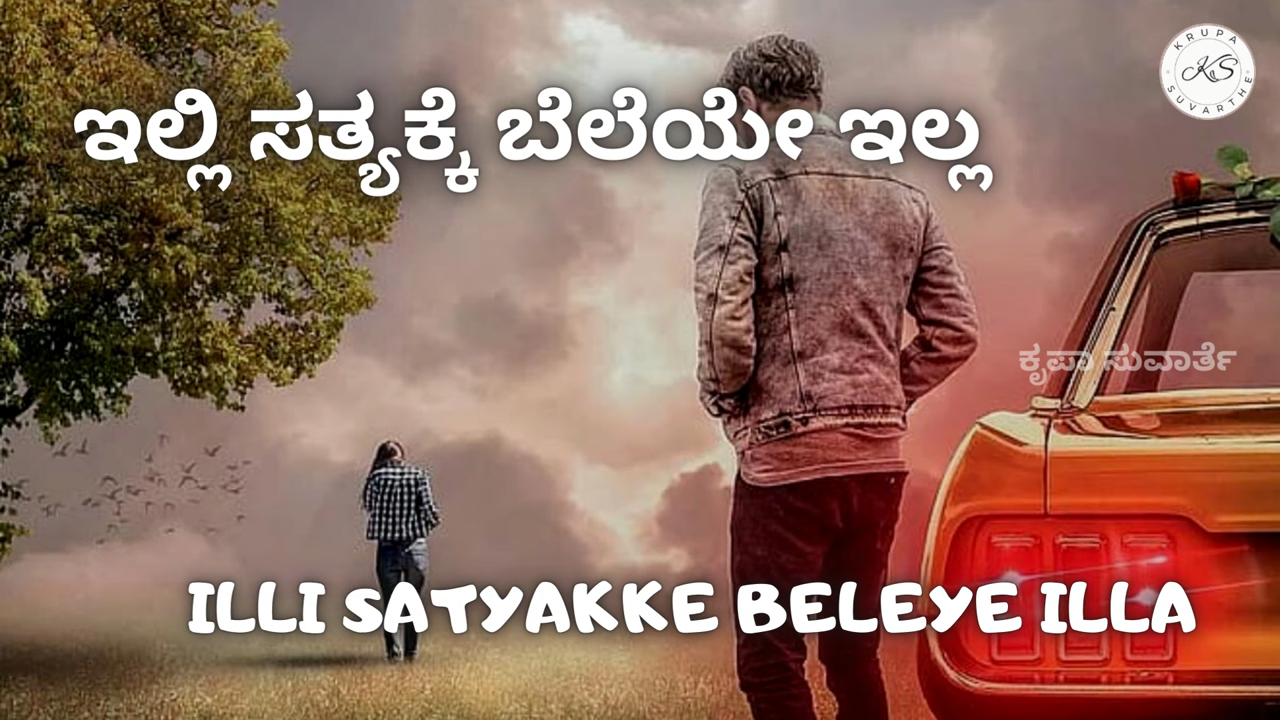 KRUPA
KS
SUVARTHE
ಇಲ್ಲಿ ಸತ್ಯಕ್ಕೆ ಬೆಲೆಯೇ ಇಲ್ಲ
ಕೃಪಾ ಸುವಾರ್ತೆ
ILLI SATYAKKE BELEYE ILLA